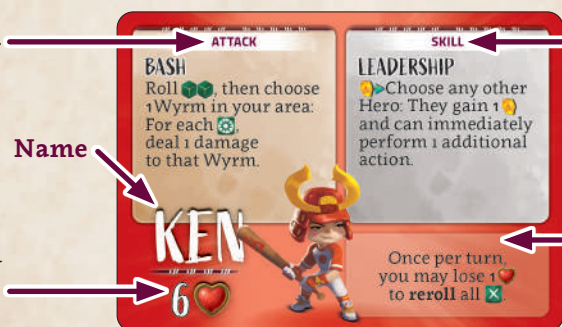 ATTACK
BASH
Roll , then choose
1 Wyrm in your area:
For each ,
deal 1 damage
to that Wyrm.
SKILL
LEADERSHIP
Choose any other
Hero: They gain 1
and can immediately
perform 1 additional
action.
Name
KEN
6
Once per turn,
you may lose 1
to reroll all .